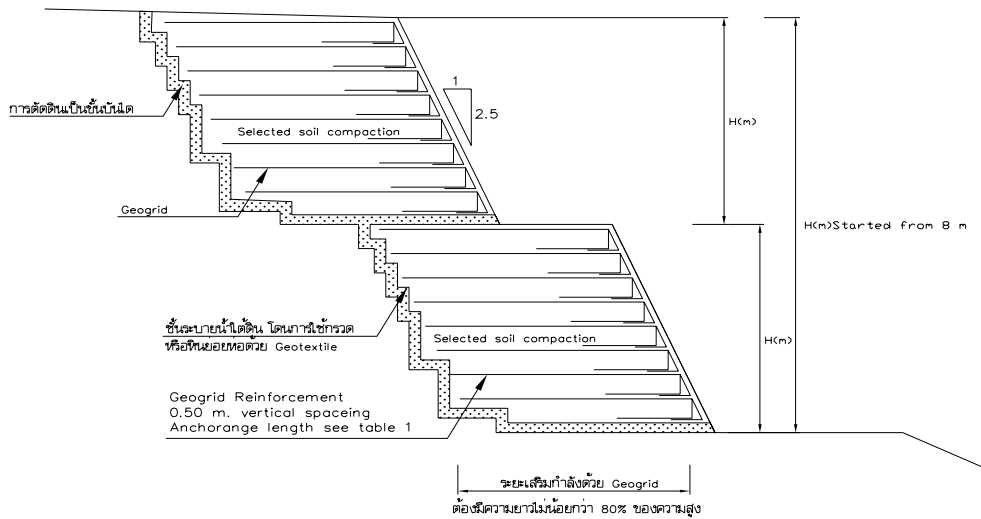 1
2.5
การตัดดินเป็นขั้นบันได
H(m)
Selected soil compaction
Geogrid
H(m)Started from 8 m
ชั้นระบายน้ำใต้ดิน โดนการใช้กรวด
หรือหินย่อยห่อด้วย Geotextile
Selected soil compaction
H(m)
Geogrid Reinforcement
0.50 m. vertical spaceing
Anchorange length see table 1
ระยะเสริมกำลังด้วย Geogrid
ต้องมีความยาวไม่น้อยกว่า 80% ของความสูง